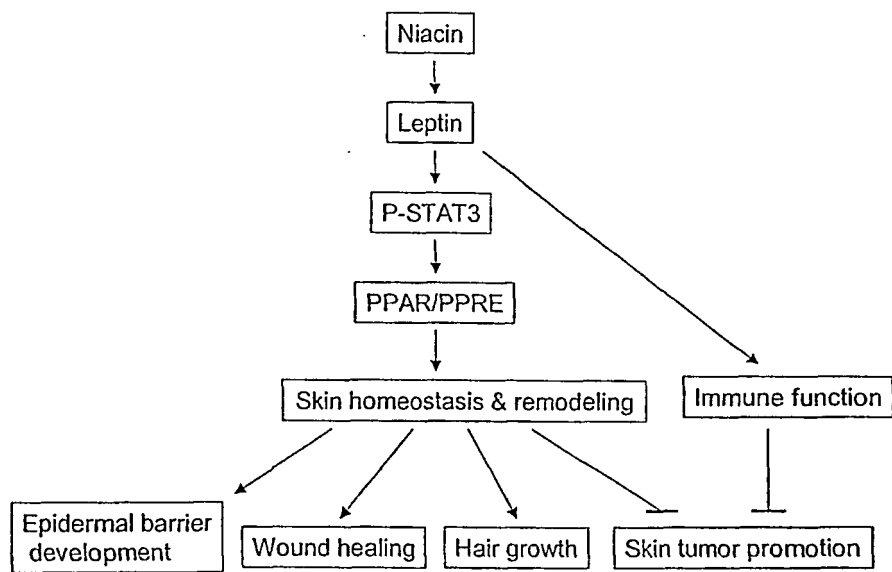 Niacin
Leptin
P-STAT3
PPAR/PPRE
Skin homeostasis & remodeling
Immune function
Epidermal barrier
development
Wound healing
Hair growth
Skin tumor promotion